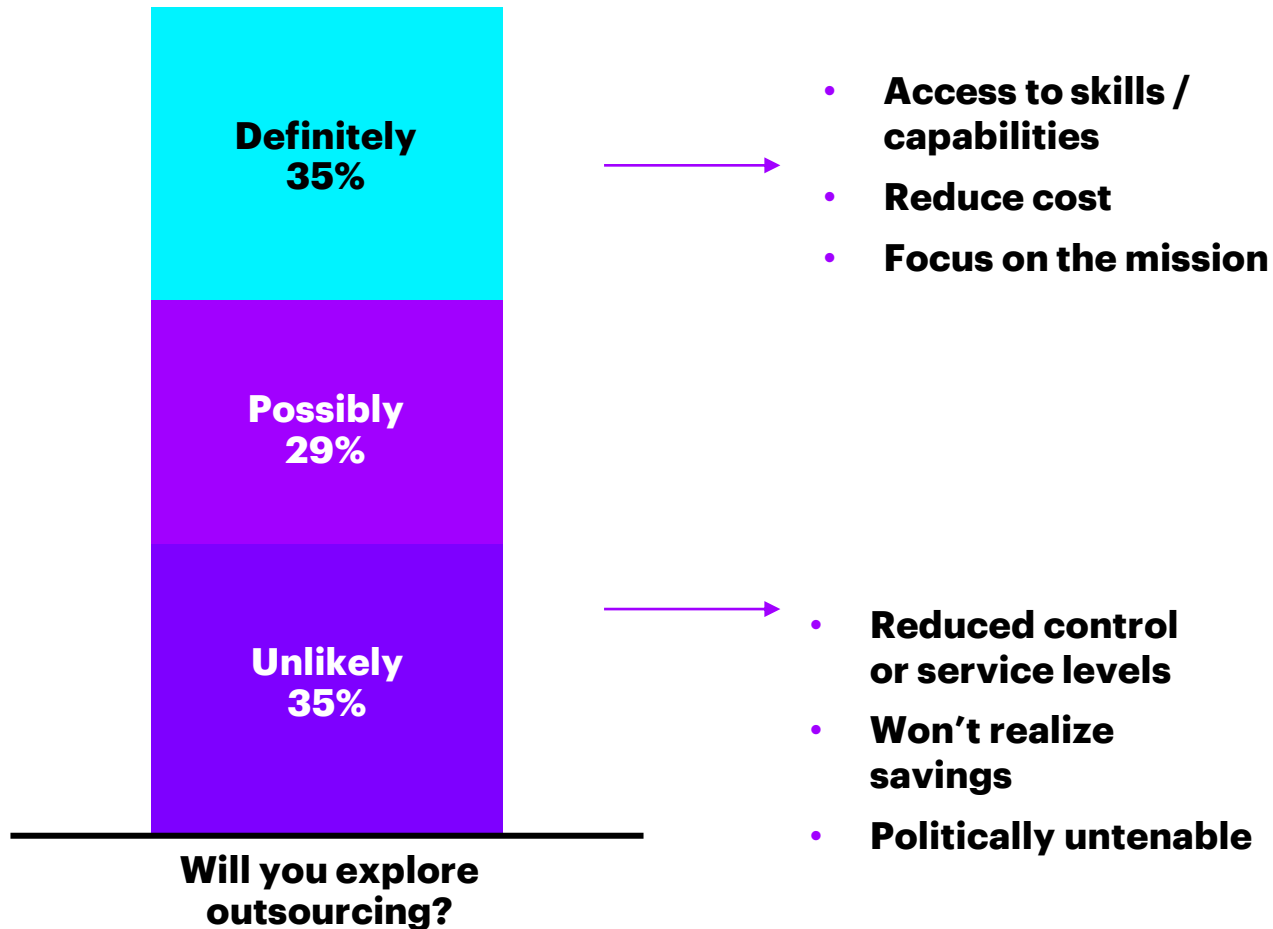 Definitely
35%
• Access to skills /
capabilities
• Reduce cost
• Focus on the mission
Possibly
29%
Unlikely
35%
• Reduced control
or service levels
• Won’t realize
savings
• Politically untenable
Will you explore
outsourcing?